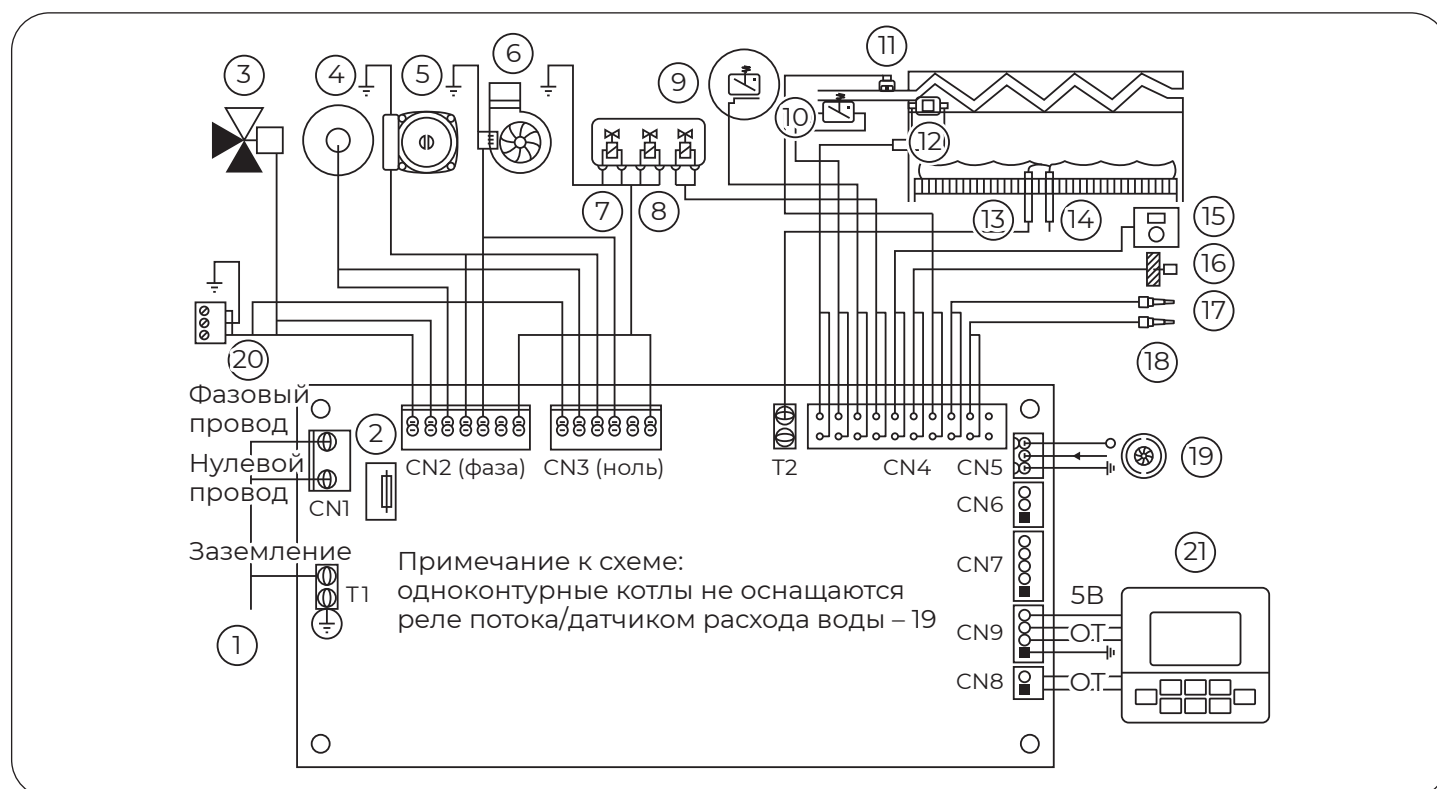 3
4
5
6
7
8
9
10
11
12
13
14
15
16
17
18
20
Фазовый
провод
Нулевой
провод
2
CN1
CN2 (фаза)
CN3 (ноль)
T2
CN4
CN5
19
CN6
CN7
CN9
CN8
Заземление
T1
1
Примечание к схеме:
одноконтурные котлы не оснащаются
реле потока/датчиком расхода воды – 19
21
5В
ОТ
ОТ